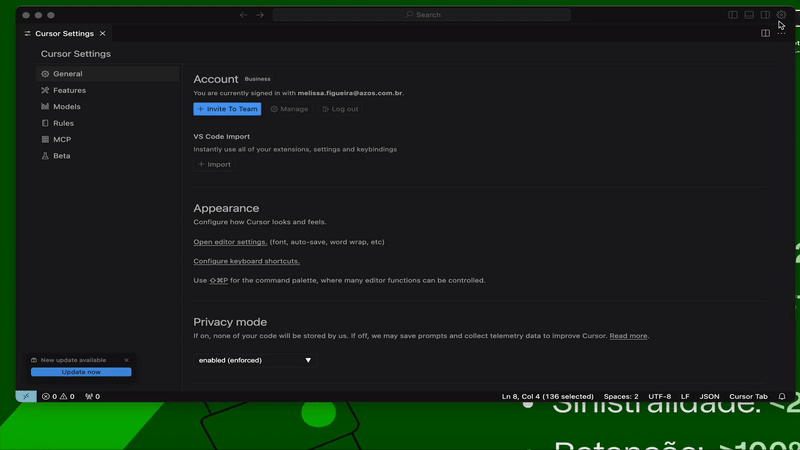 Search
Cursor Settings
Cursor Settings
General
Features
Models
Rules
MCP
Beta
Account Business
You are currently signed in with melissa.figueira@azos.com.br.
Invite To Team Manage Log out
VS Code Import
Instantly use all of your extensions, settings and keybindings
Import
Appearance
Configure how Cursor looks and feels.
Open editor settings. (font, auto-save, word wrap, etc)
Configure keyboard shortcuts.
Use ⇧⌘P for the command palette, where many editor functions can be controlled.
Privacy mode
If on, none of your code will be stored by us. If off, we may save prompts and collect telemetry data to improve Cursor. Read more.
enabled (enforced)
New update available
Update now
0 0 0
Ln 8, Col 4 (136 selected) Spaces: 2 UTF-8 LF JSON Cursor Tab
Sinistralidade: <2
Retenção: >100%